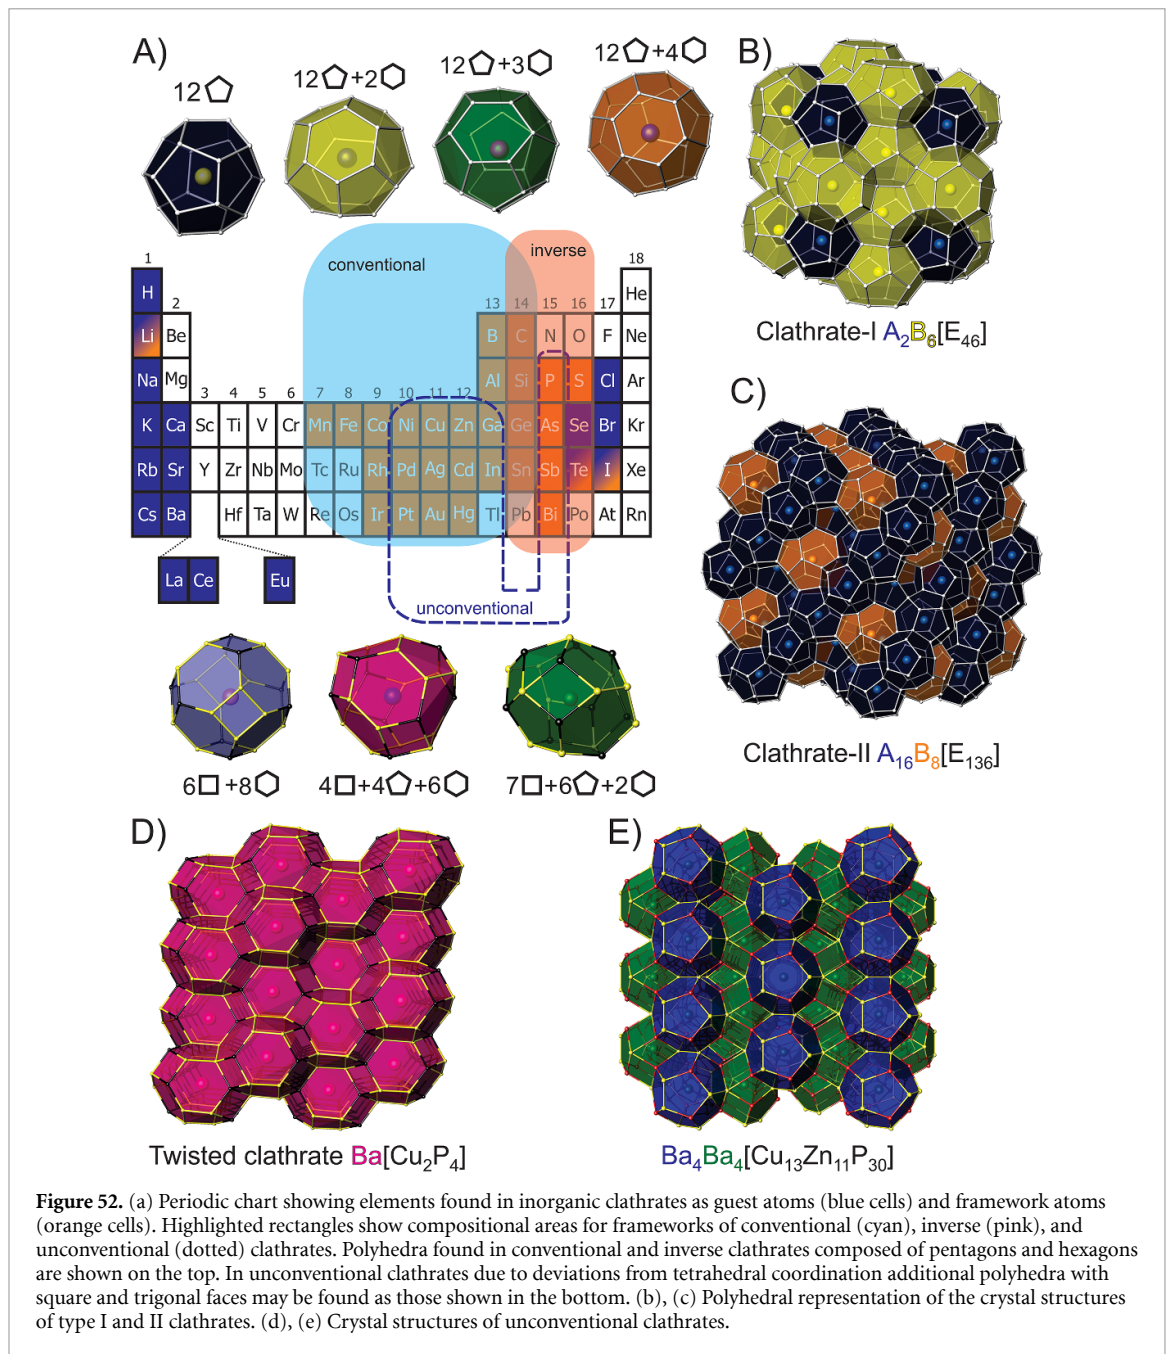 A)
12⬠
12⬠+2⬡
12⬠+3⬡
12⬠+4⬡
B)
Clathrate-I A₂B₆[E₄₆]
conventional
inverse
1 18
H He
2 13 14 15 16 17
Li Be B C N O F Ne
Na Mg Al Si P S Cl Ar
3 4 5 6 7 8 9 10 11 12
K Ca Sc Ti V Cr Mn Fe Co Ni Cu Zn Ga Ge As Se Br Kr
Rb Sr Y Zr Nb Mo Tc Ru Rh Pd Ag Cd In Sn Sb Te I Xe
Cs Ba Hf Ta W Re Os Ir Pt Au Hg Tl Pb Bi Po At Rn
La Ce Eu
unconventional
C)
Clathrate-II A₁₆B₈[E₁₃₆]
6□+8⬡
4□+4⬠+6⬡
7□+6⬠+2⬡
D)
Twisted clathrate Ba[Cu₂P₄]
E)
Ba₄Ba₄[Cu₁₃Zn₁₁P₃₀]
Figure 52. (a) Periodic chart showing elements found in inorganic clathrates as guest atoms (blue cells) and framework atoms
(orange cells). Highlighted rectangles show compositional areas for frameworks of conventional (cyan), inverse (pink), and
unconventional (dotted) clathrates. Polyhedra found in conventional and inverse clathrates composed of pentagons and hexagons
are shown on the top. In unconventional clathrates due to deviations from tetrahedral coordination additional polyhedra with
square and trigonal faces may be found as those shown in the bottom. (b), (c) Polyhedral representation of the crystal structures
of type I and II clathrates. (d), (e) Crystal structures of unconventional clathrates.